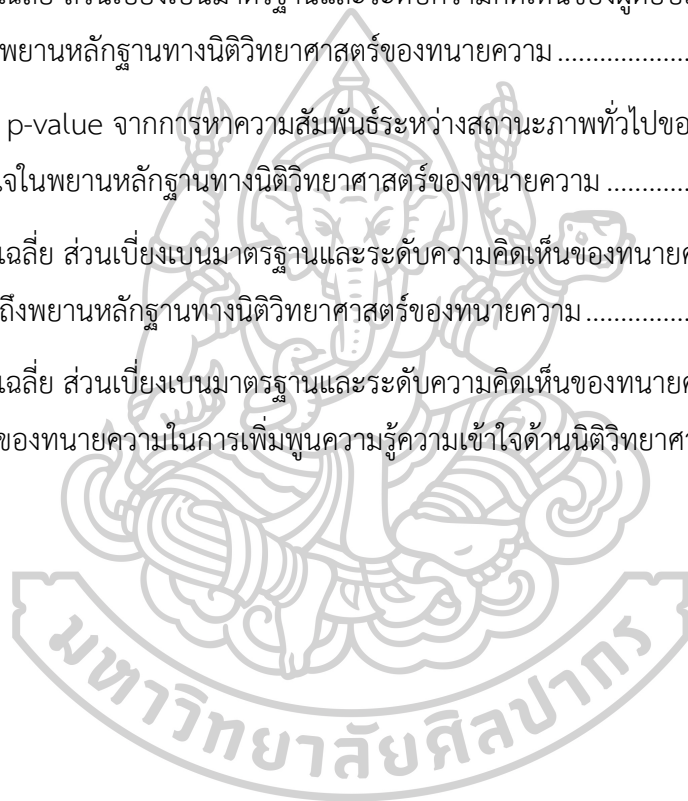 เฉลี่ย ส่วนเบี่ยงเบนมาตรฐานและระดับความคิดเห็นของผู้ตอบ
พยานหลักฐานทางนิติวิทยาศาสตร์ของทนายความ ..................
p-value จากการหาความสัมพันธ์ระหว่างสถานะภาพทั่วไปขอ
ใจในพยานหลักฐานทางนิติวิทยาศาสตร์ของทนายความ .............
เฉลี่ย ส่วนเบี่ยงเบนมาตรฐานและระดับความคิดเห็นของทนายค
ถึงพยานหลักฐานทางนิติวิทยาศาสตร์ของทนายความ ...............
เฉลี่ย ส่วนเบี่ยงเบนมาตรฐานและระดับความคิดเห็นของทนายค
ของทนายความในการเพิ่มพูนความรู้ความเข้าใจด้านนิติวิทยาศา
มหาวิทยาลัยศิลปากร